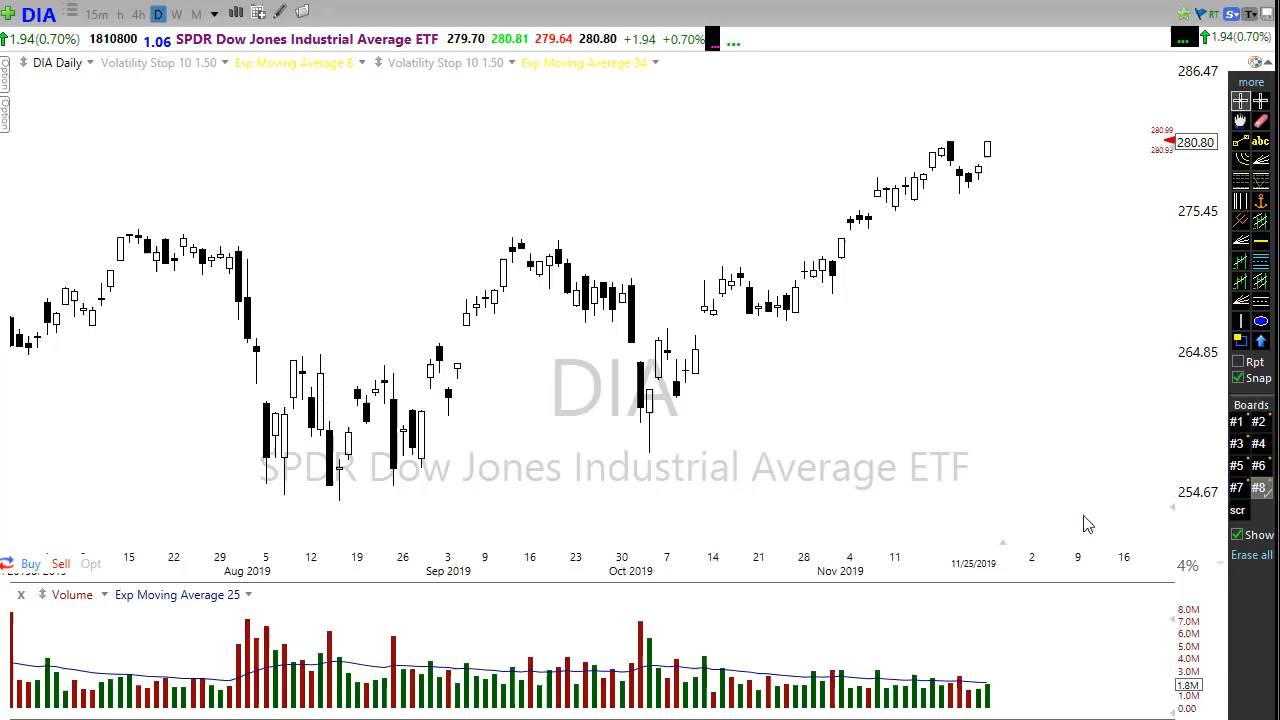 DIA 15m h 4h D W M RT S T
1.94(0.70%) 1810800 1.06 SPDR Dow Jones Industrial Average ETF 279.70 280.81 279.64 280.80 +1.94 +0.70% ... ... 1.94(0.70%)
Option
Option
DIA Daily Volatility Stop 10 1.50 Exp Moving Average 8 Volatility Stop 10 1.50 Exp Moving Average 34
286.47
280.99
280.80
280.93
275.45
264.85
254.67
DIA
SPDR Dow Jones Industrial Average ETF
15 22 29 5 12 19 26 3 9 16 23 30 7 14 21 28 4 11 2 9 16
Aug 2019 Sep 2019 Oct 2019 Nov 2019 11/25/2019
Buy Sell Opt
4%
X Volume Exp Moving Average 25
8.0M
7.0M
6.0M
5.0M
4.0M
3.0M
1.8M
1.0M
0.00
more
abc
Rpt
Snap
Boards
#1 #2
#3 #4
#5 #6
#7 #8
scr
Show
Erase all